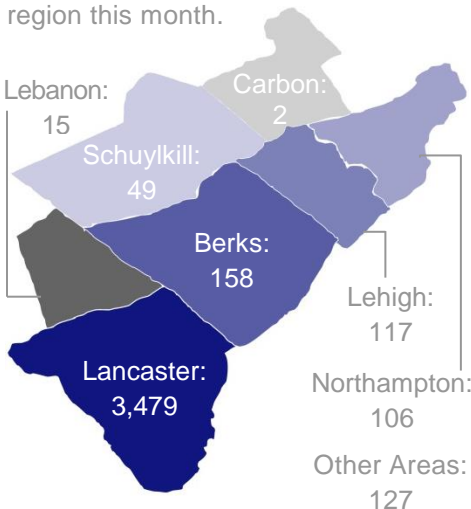 region this month.
Carbon:
2
Lebanon:
15
Schuylkill:
49
Berks:
158
Lehigh:
117
Lancaster:
3,479
Northampton:
106
Other Areas:
127